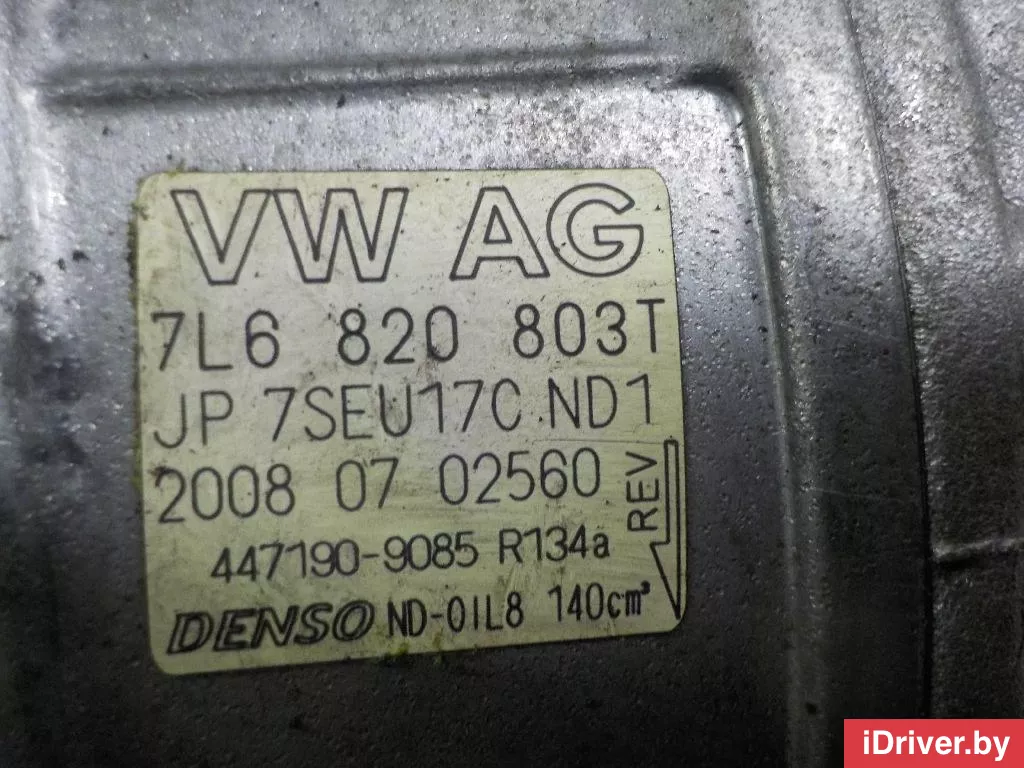 VW AG
7L6 820 803T
JP 7SEU17C ND1
2008 07 02560
REV
447190-9085 R134a
DENSO ND-OIL8 140cm³
iDriver.by